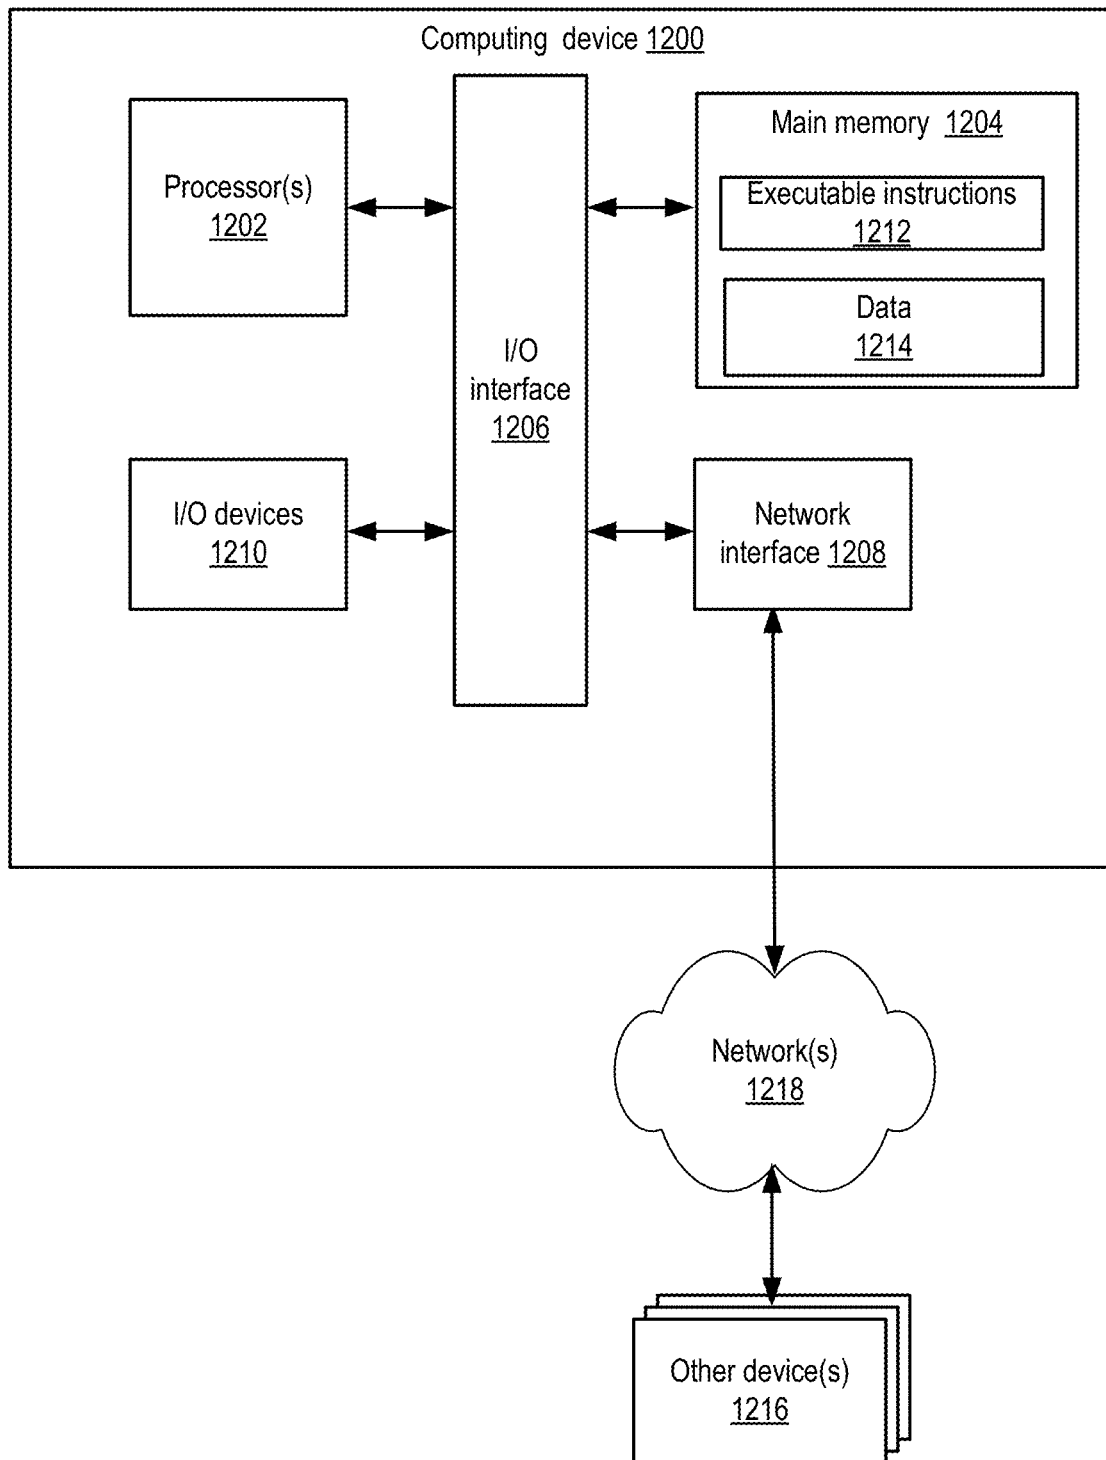 Computing device 1200
Processor(s)
1202
Main memory 1204
Executable instructions
1212
Data
1214
I/O
interface
1206
I/O devices
1210
Network
interface 1208
Network(s)
1218
Other device(s)
1216